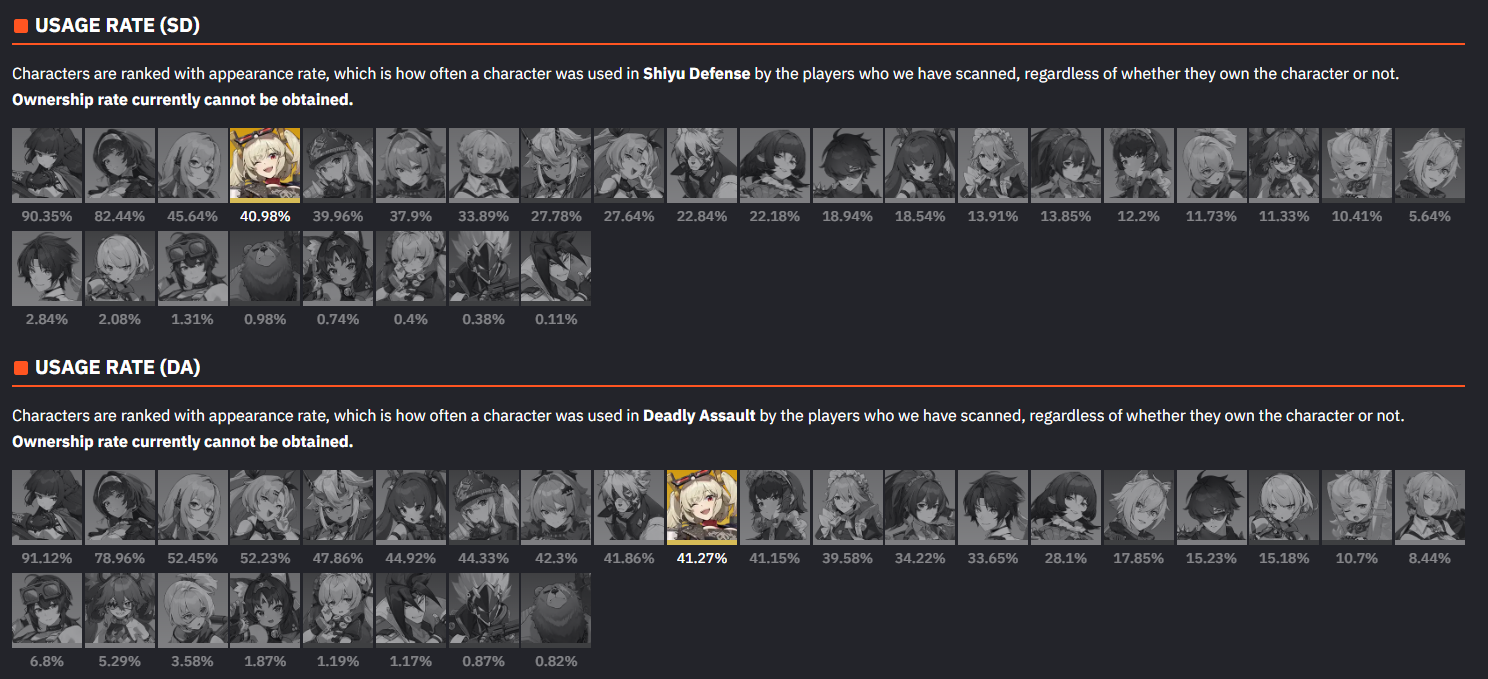 USAGE RATE (SD)
Characters are ranked with appearance rate, which is how often a character was used in Shiyu Defense by the players who we have scanned, regardless of whether they own the character or not.
Ownership rate currently cannot be obtained.
90.35% 82.44% 45.64% 40.98% 39.96% 37.9% 33.89% 27.78% 27.64% 22.84% 22.18% 18.94% 18.54% 13.91% 13.85% 12.2% 11.73% 11.33% 10.41% 5.64%
2.84% 2.08% 1.31% 0.98% 0.74% 0.4% 0.38% 0.11%
USAGE RATE (DA)
Characters are ranked with appearance rate, which is how often a character was used in Deadly Assault by the players who we have scanned, regardless of whether they own the character or not.
Ownership rate currently cannot be obtained.
91.12% 78.96% 52.45% 52.23% 47.86% 44.92% 44.33% 42.3% 41.86% 41.27% 41.15% 39.58% 34.22% 33.65% 28.1% 17.85% 15.23% 15.18% 10.7% 8.44%
6.8% 5.29% 3.58% 1.87% 1.19% 1.17% 0.87% 0.82%